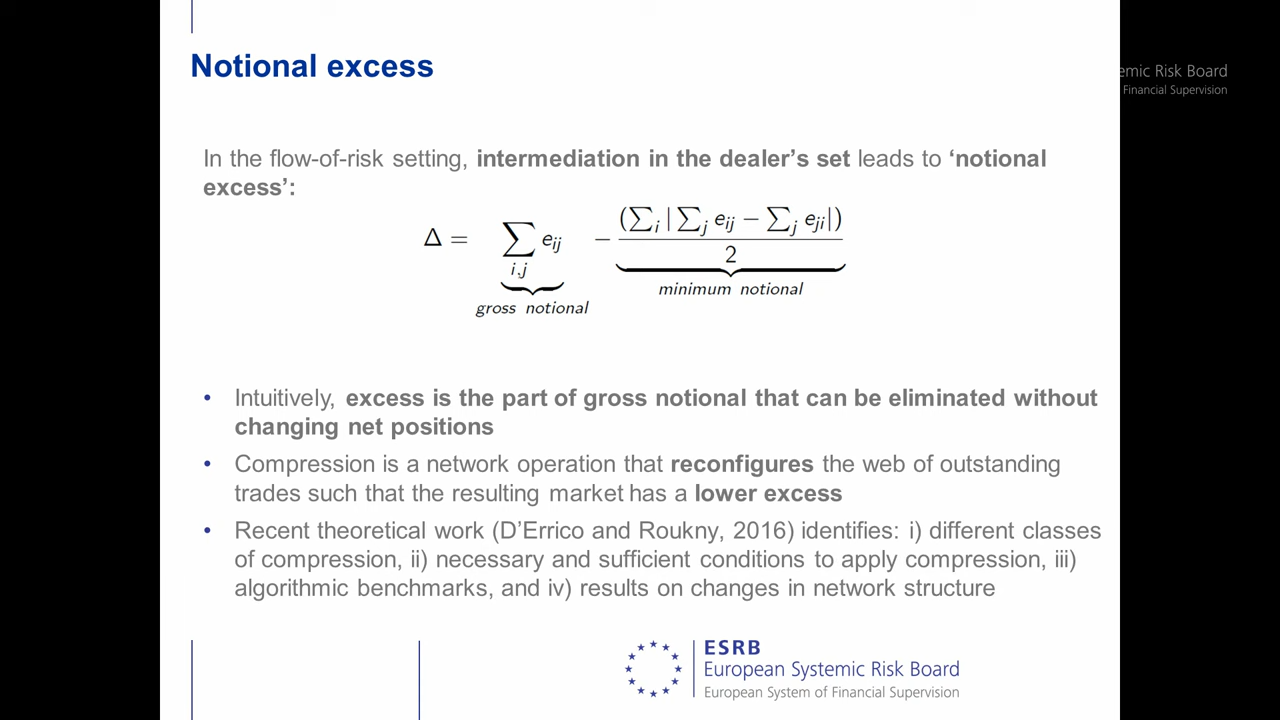 Notional excess
emic Risk Board
Financial Supervision
In the flow-of-risk setting, intermediation in the dealer’s set leads to ‘notional
excess’:
Δ = ∑_{i,j} e_{ij} − (∑_i | ∑_j e_{ij} − ∑_j e_{ji}|) / 2
gross notional
minimum notional
• Intuitively, excess is the part of gross notional that can be eliminated without
changing net positions
• Compression is a network operation that reconfigures the web of outstanding
trades such that the resulting market has a lower excess
• Recent theoretical work (D’Errico and Roukny, 2016) identifies: i) different classes
of compression, ii) necessary and sufficient conditions to apply compression, iii)
algorithmic benchmarks, and iv) results on changes in network structure
ESRB
European Systemic Risk Board
European System of Financial Supervision